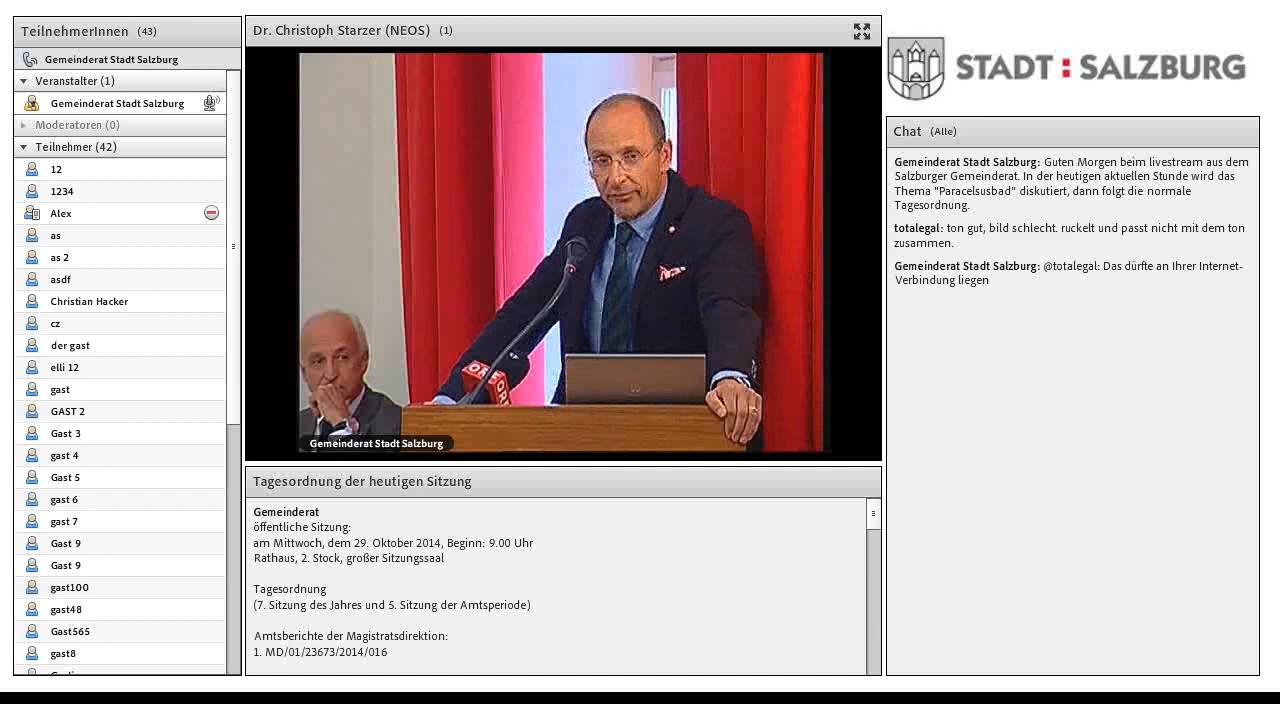 TeilnehmerInnen (43)
Gemeinderat Stadt Salzburg
Veranstalter (1)
Gemeinderat Stadt Salzburg
Moderatoren (0)
Teilnehmer (42)
12
1234
Alex
as
as 2
asdf
Christian Hacker
cz
der gast
elli 12
gast
GAST 2
Gast 3
gast 4
Gast 5
gast 6
gast 7
Gast 9
Gast 9
gast100
gast48
Gast565
gast8
Dr. Christoph Starzer (NEOS) (1)
ORF
Gemeinderat Stadt Salzburg
Tagesordnung der heutigen Sitzung
Gemeinderat
öffentliche Sitzung:
am Mittwoch, dem 29. Oktober 2014, Beginn: 9.00 Uhr
Rathaus, 2. Stock, großer Sitzungssaal
Tagesordnung
(7. Sitzung des Jahres und 5. Sitzung der Amtsperiode)
Amtsberichte der Magistratsdirektion:
1. MD/01/23673/2014/016
STADT : SALZBURG
Chat (Alle)
Gemeinderat Stadt Salzburg: Guten Morgen beim livestream aus dem
Salzburger Gemeinderat. In der heutigen aktuellen Stunde wird das
Thema "Paracelsusbad" diskutiert, dann folgt die normale
Tagesordnung.
totalegal: ton gut, bild schlecht. ruckelt und passt nicht mit dem ton
zusammen.
Gemeinderat Stadt Salzburg: @totalegal: Das dürfte an Ihrer Internet-
Verbindung liegen